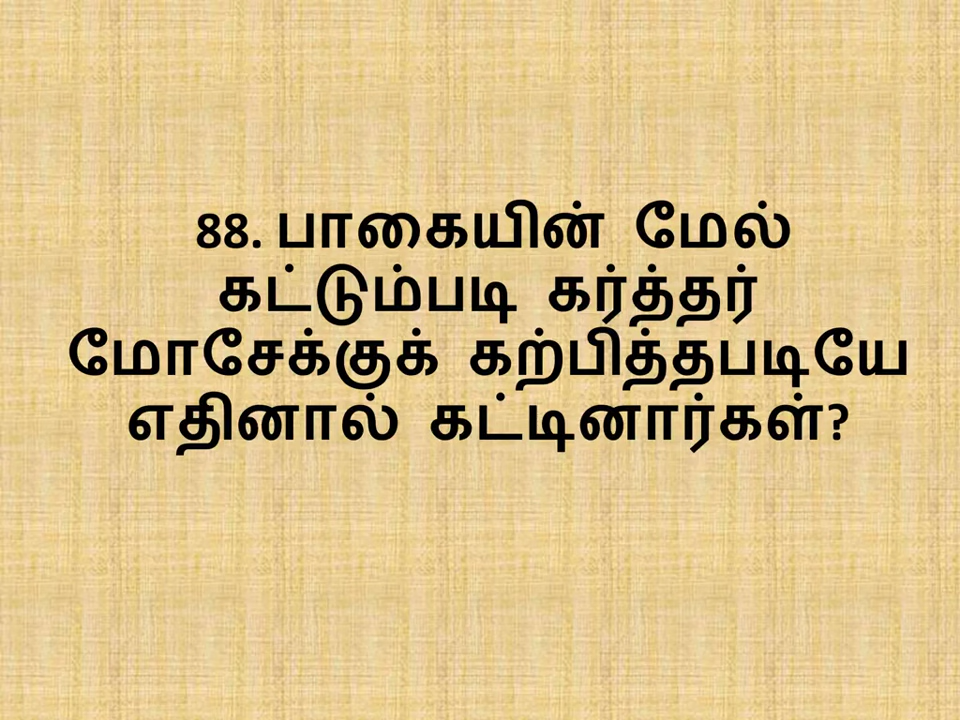 88. பாகையின் மேல்
கட்டும்படி கர்த்தர்
மோசேக்குக் கற்பித்தபடியே
எதினால் கட்டினார்கள்?